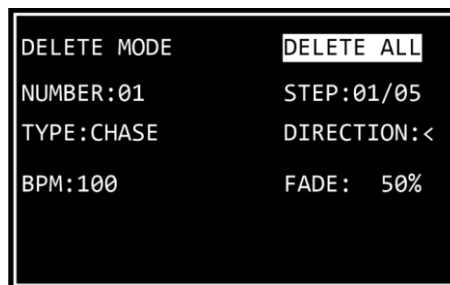 DELETE MODE DELETE ALL
NUMBER:01 STEP:01/05
TYPE:CHASE DIRECTION:<
BPM:100 FADE: 50%